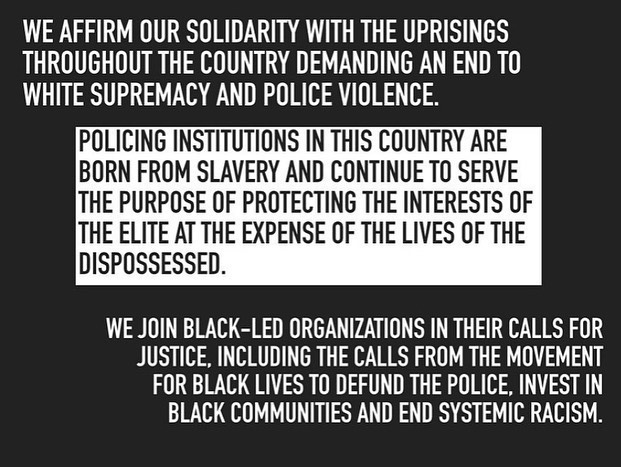 WE AFFIRM OUR SOLIDARITY WITH THE UPRISINGS
THROUGHOUT THE COUNTRY DEMANDING AN END TO
WHITE SUPREMACY AND POLICE VIOLENCE.
POLICING INSTITUTIONS IN THIS COUNTRY ARE
BORN FROM SLAVERY AND CONTINUE TO SERVE
THE PURPOSE OF PROTECTING THE INTERESTS OF
THE ELITE AT THE EXPENSE OF THE LIVES OF THE
DISPOSSESSED.
WE JOIN BLACK-LED ORGANIZATIONS IN THEIR CALLS FOR
JUSTICE, INCLUDING THE CALLS FROM THE MOVEMENT
FOR BLACK LIVES TO DEFUND THE POLICE, INVEST IN
BLACK COMMUNITIES AND END SYSTEMIC RACISM.